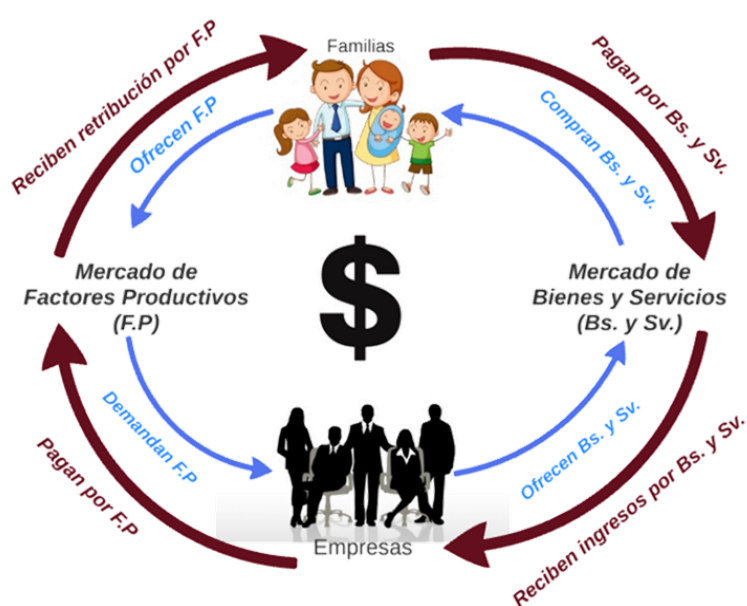 Familias
Reciben retribución por F.P
Ofrecen F.P
Pagan por Bs. y Sv.
Compran Bs. y Sv.
Mercado de
Factores Productivos
(F.P)
$
Mercado de
Bienes y Servicios
(Bs. y Sv.)
Demandan F.P
Pagan por F.P
Ofrecen Bs. y Sv.
Reciben ingresos por Bs. y Sv.
Empresas